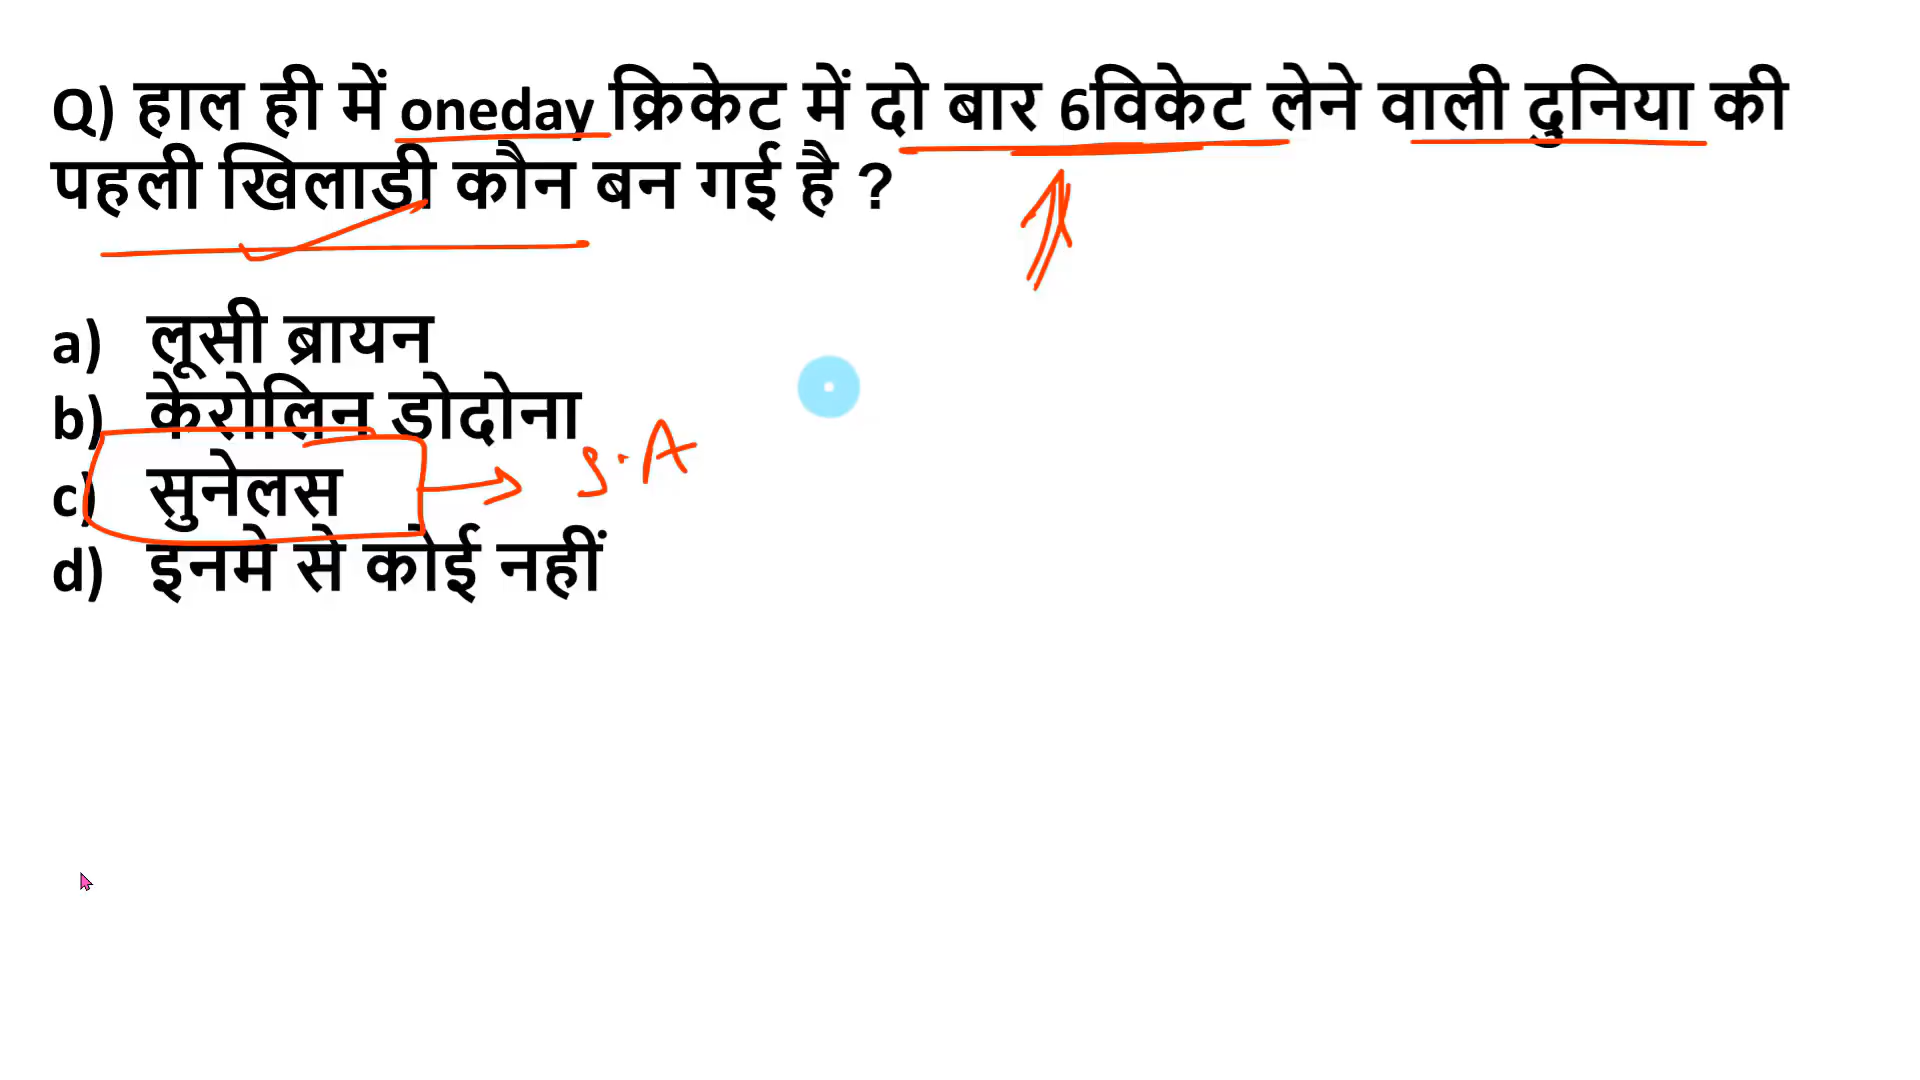 Q) हाल ही में oneday क्रिकेट में दो बार 6विकेट लेने वाली दुनिया की
पहली खिलाडी कौन बन गई है ?
a) लूसी ब्रायन
b) केरोलिन डोदोना
c) सुनेलस → S.A
d) इनमे से कोई नहीं